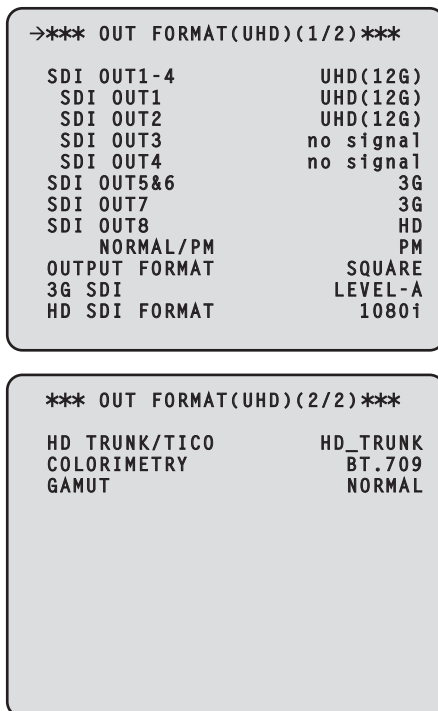 →*** OUT FORMAT(UHD)(1/2)***
SDI OUT1-4 UHD(12G)
SDI OUT1 UHD(12G)
SDI OUT2 UHD(12G)
SDI OUT3 no signal
SDI OUT4 no signal
SDI OUT5&6 3G
SDI OUT7 3G
SDI OUT8 HD
NORMAL/PM PM
OUTPUT FORMAT SQUARE
3G SDI LEVEL-A
HD SDI FORMAT 1080i
*** OUT FORMAT(UHD)(2/2)***
HD TRUNK/TICO HD_TRUNK
COLORIMETRY BT.709
GAMUT NORMAL